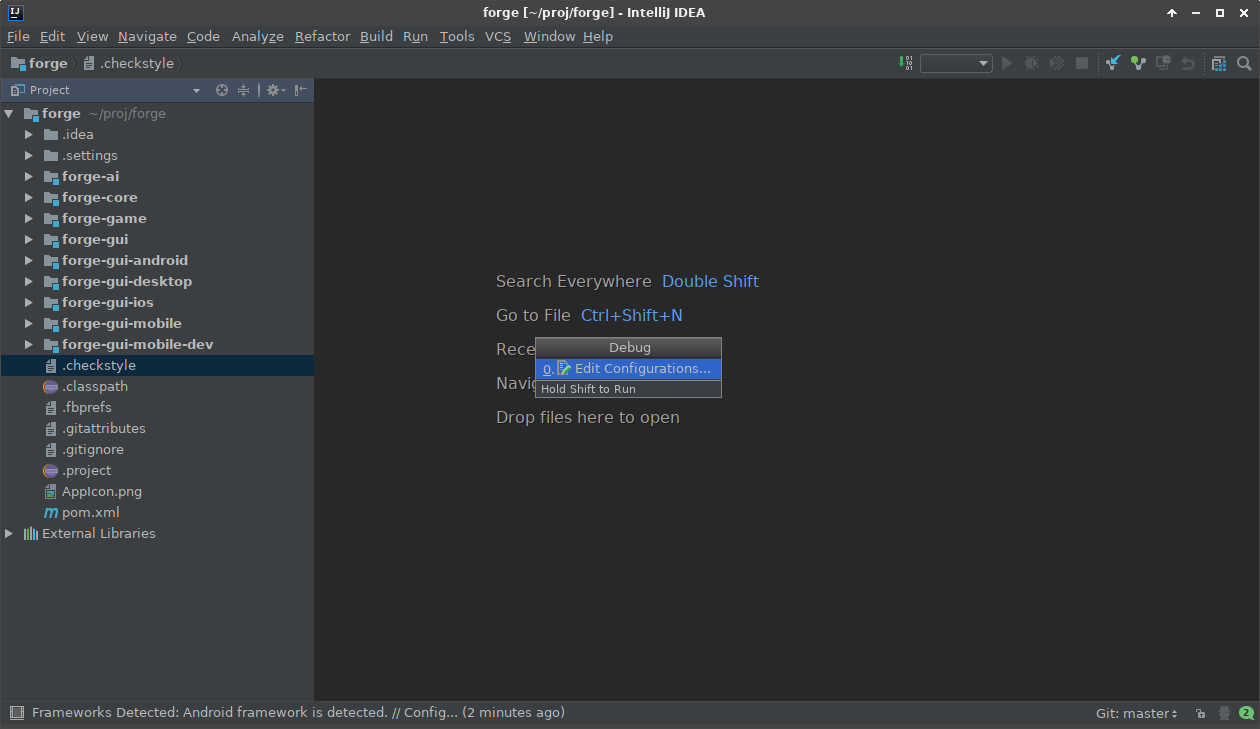 IJ
forge [~/proj/forge] - IntelliJ IDEA
File Edit View Navigate Code Analyze Refactor Build Run Tools VCS Window Help
forge .checkstyle
Project
forge ~/proj/forge
.idea
.settings
forge-ai
forge-core
forge-game
forge-gui
forge-gui-android
forge-gui-desktop
forge-gui-ios
forge-gui-mobile
forge-gui-mobile-dev
.checkstyle
.classpath
.fbprefs
.gitattributes
.gitignore
.project
AppIcon.png
m pom.xml
External Libraries
Search Everywhere Double Shift
Go to File Ctrl+Shift+N
Rece
Debug
0. Edit Configurations...
Navig
Hold Shift to Run
Drop files here to open
Frameworks Detected: Android framework is detected. // Config... (2 minutes ago)
Git: master
2